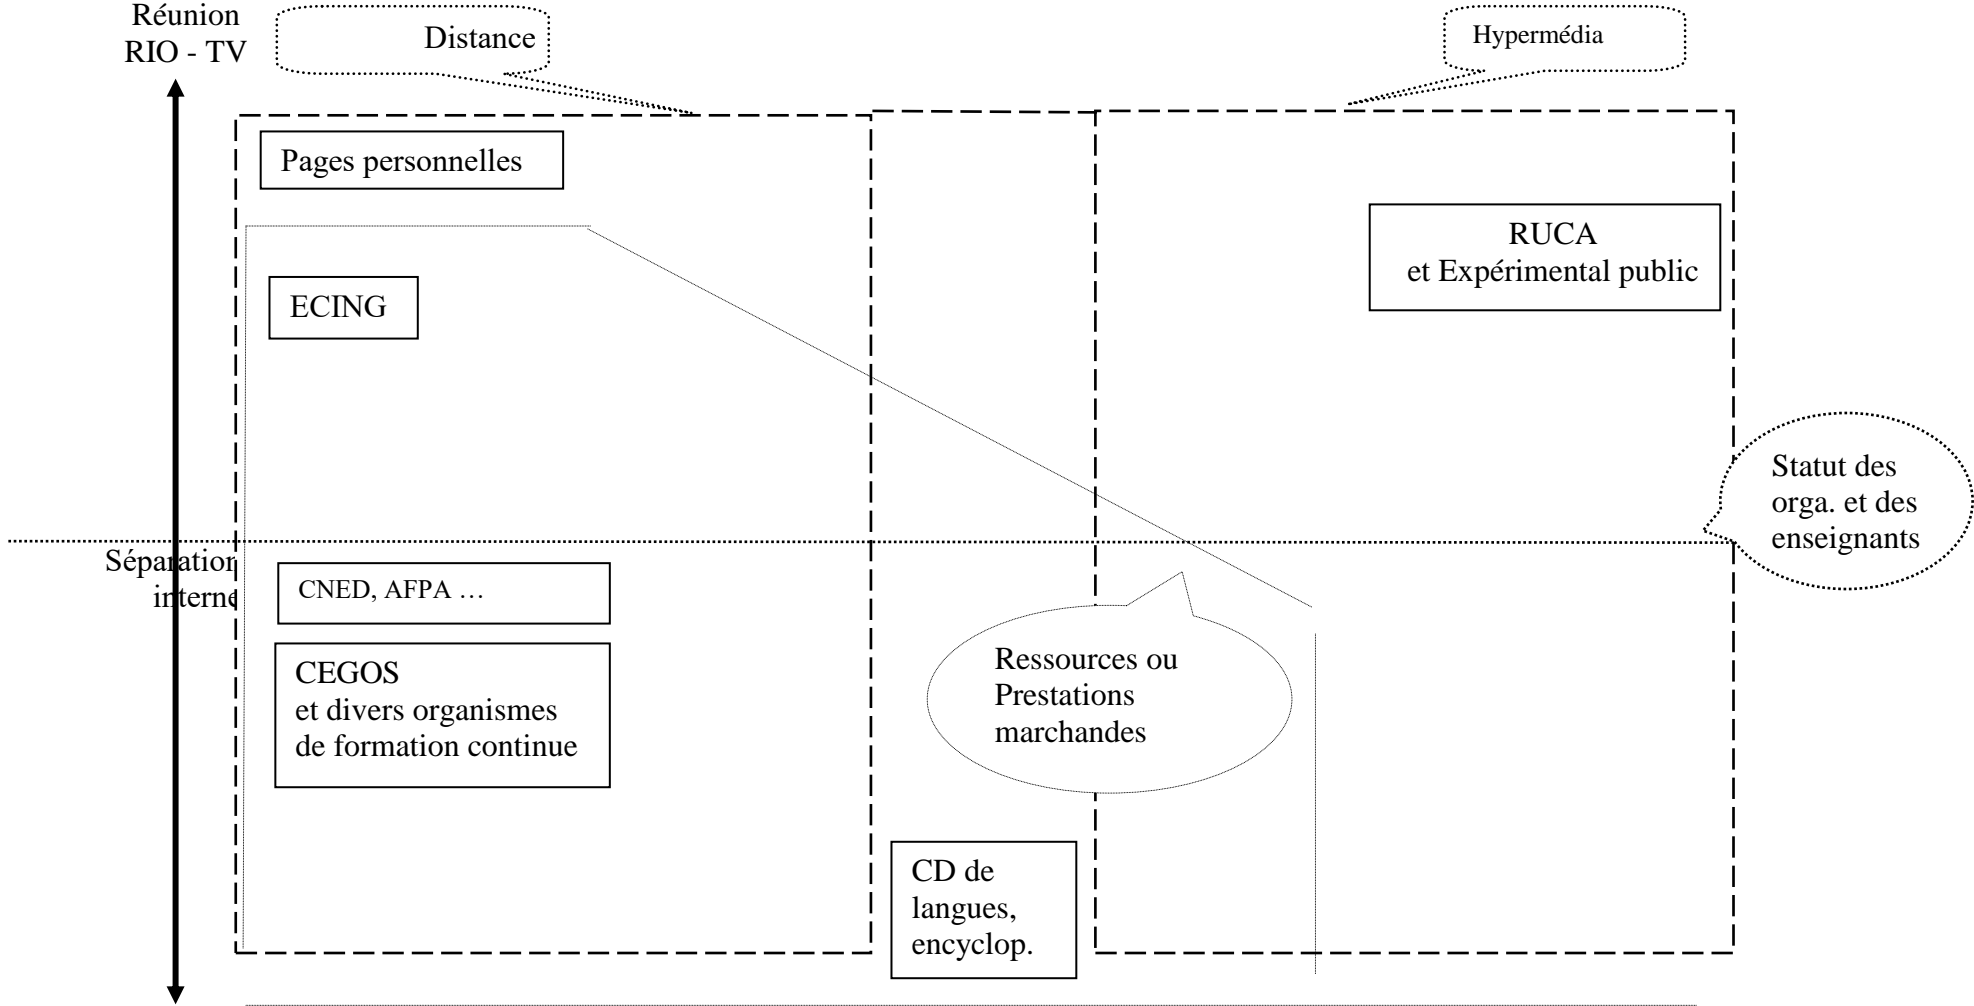 Réunion
RIO - TV
Distance
Hypermédia
Pages personnelles
RUCA
et Expérimental public
ECING
Statut des
orga. et des
enseignants
Séparation
interne
CNED, AFPA …
CEGOS
et divers organismes
de formation continue
Ressources ou
Prestations
marchandes
CD de
langues,
encyclop.